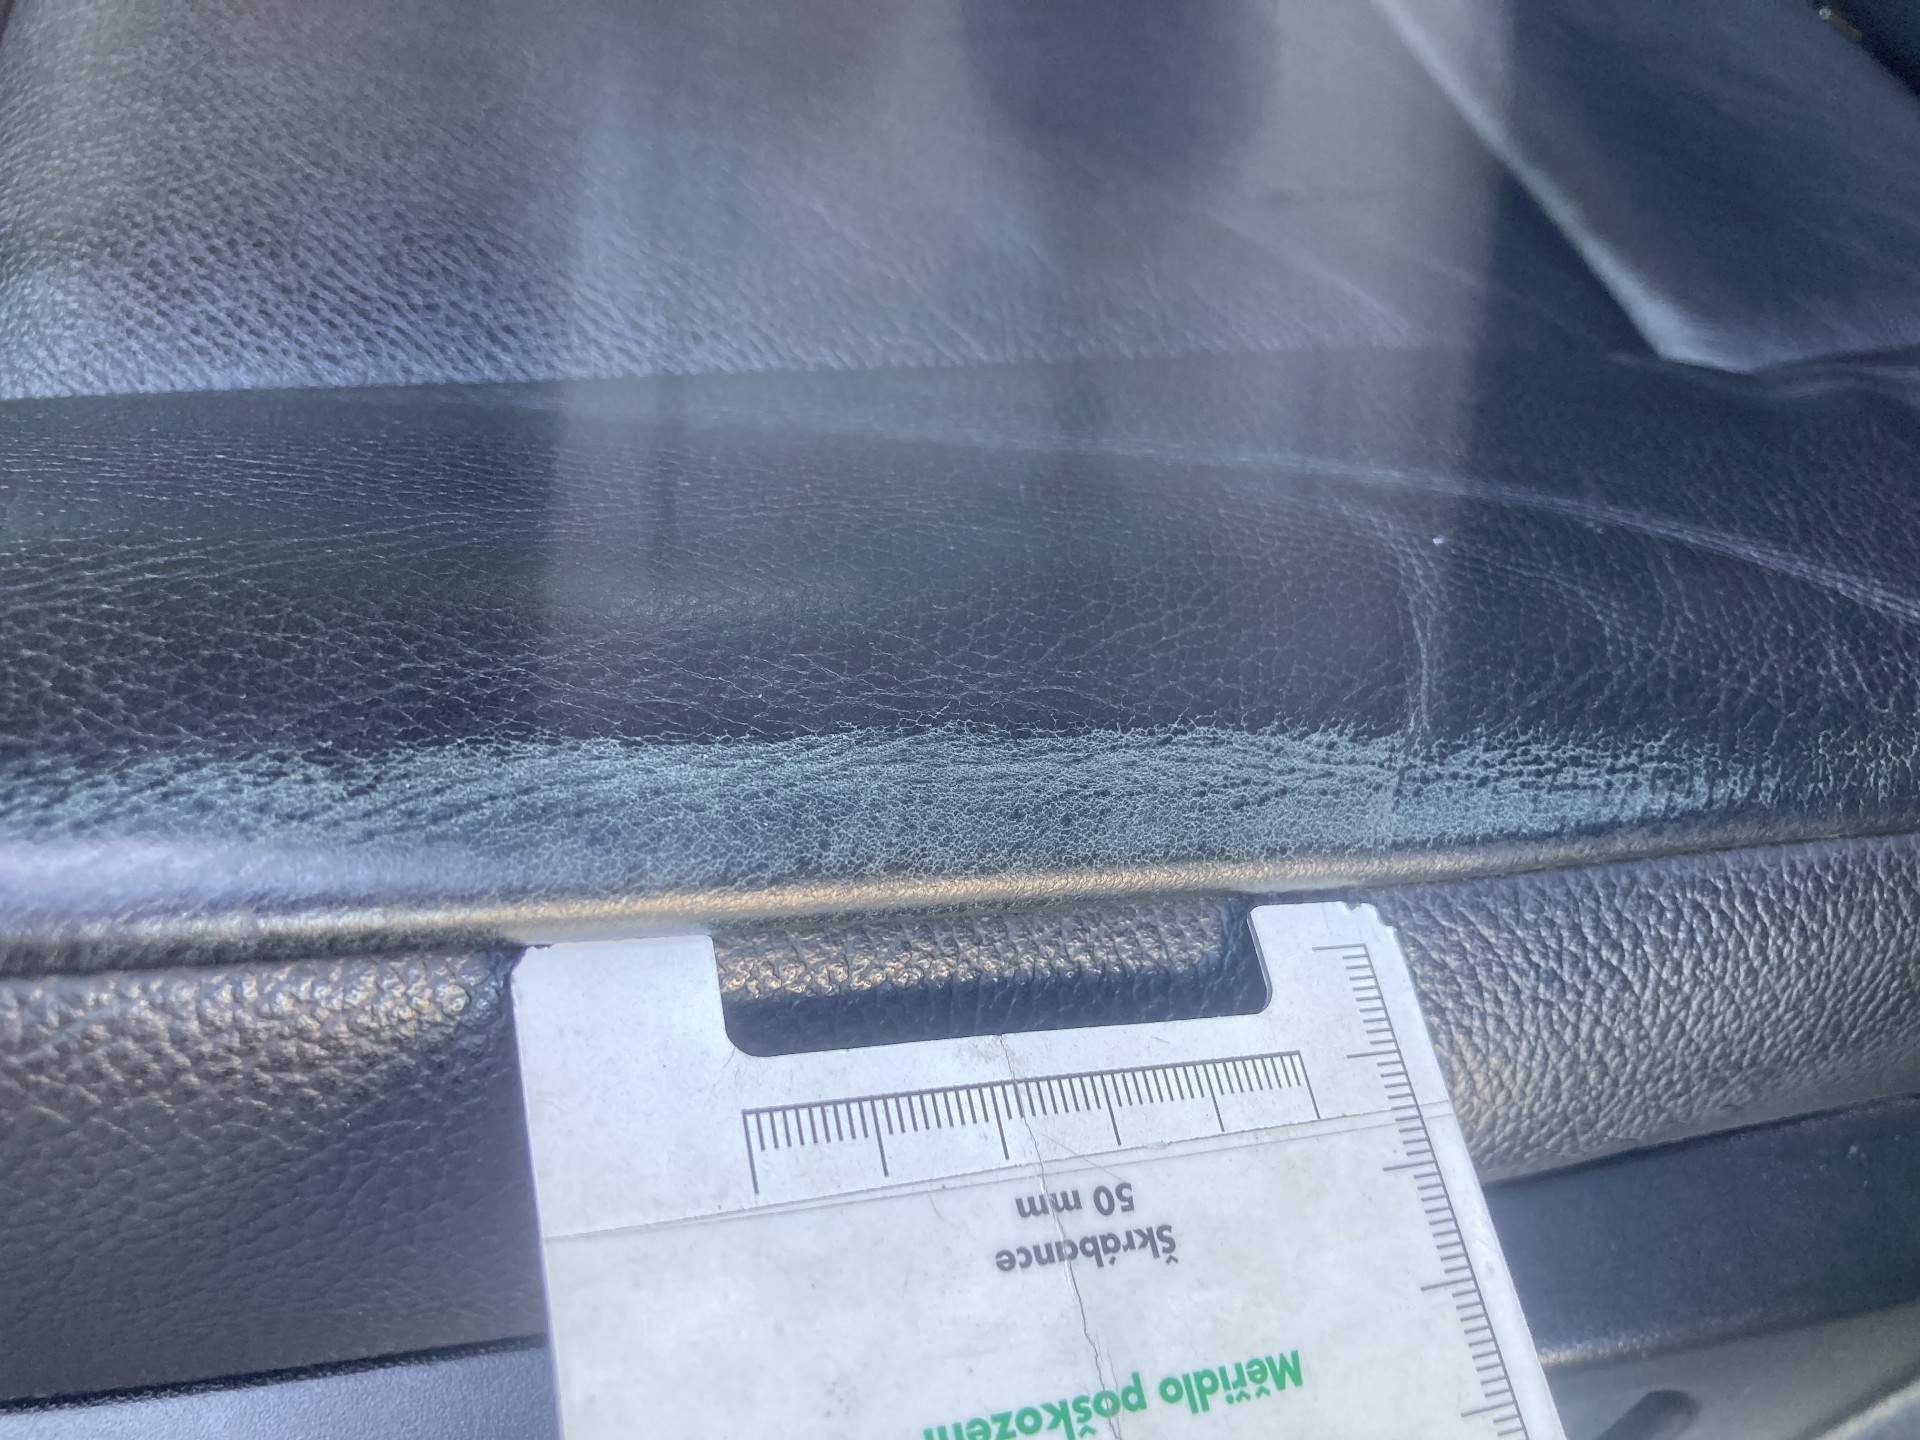 Měřidlo poškození
Škrábance
50 mm